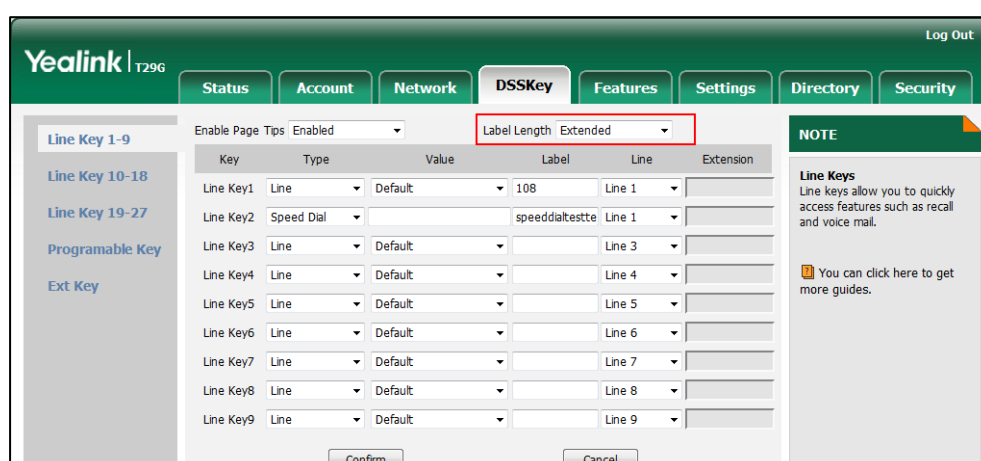 Log Out
Yealink | T29G
Status Account Network DSSKey Features Settings Directory Security
Line Key 1-9
Line Key 10-18
Line Key 19-27
Programable Key
Ext Key
Enable Page Tips Enabled Label Length Extended
Key Type Value Label Line Extension
Line Key1 Line Default 108 Line 1
Line Key2 Speed Dial speeddialtestte Line 1
Line Key3 Line Default Line 3
Line Key4 Line Default Line 4
Line Key5 Line Default Line 5
Line Key6 Line Default Line 6
Line Key7 Line Default Line 7
Line Key8 Line Default Line 8
Line Key9 Line Default Line 9
Confirm Cancel
NOTE
Line Keys
Line keys allow you to quickly
access features such as recall
and voice mail.
? You can click here to get
more guides.